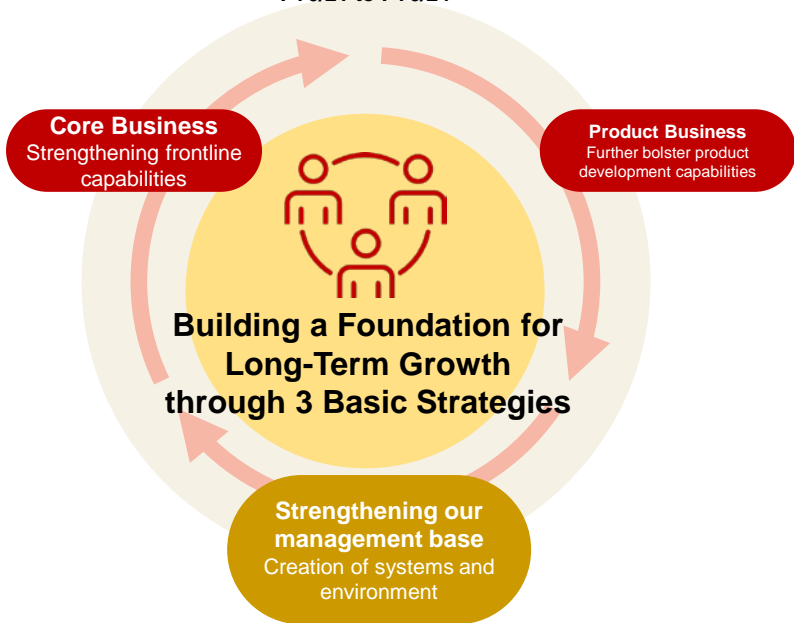 Core Business
Strengthening frontline
capabilities
Product Business
Further bolster product
development capabilities
Building a Foundation for
Long-Term Growth
through 3 Basic Strategies
Strengthening our
management base
Creation of systems and
environment